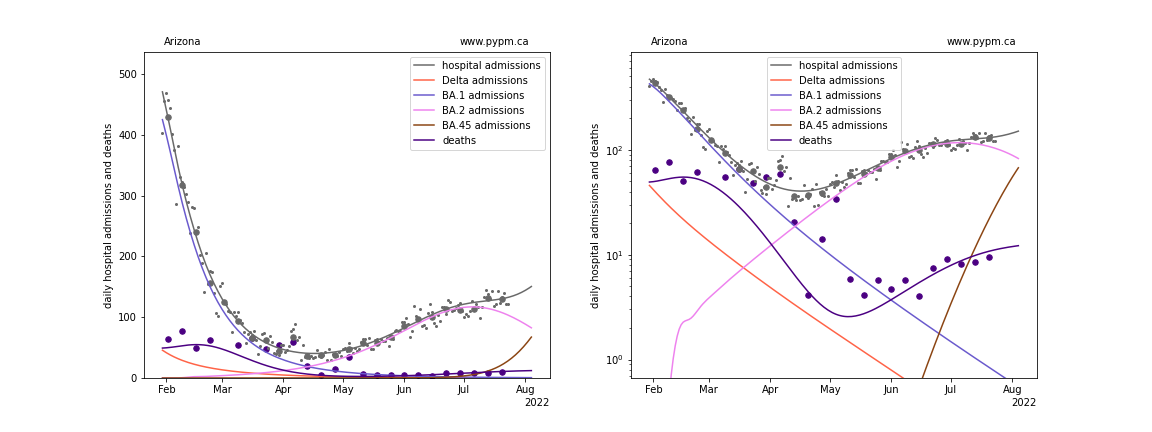 Arizona www.pypm.ca
500
400
300
200
100
0
daily hospital admissions and deaths
hospital admissions
Delta admissions
BA.1 admissions
BA.2 admissions
BA.45 admissions
deaths
Feb Mar Apr May Jun Jul Aug
2022
Arizona www.pypm.ca
10²
10¹
10⁰
daily hospital admissions and deaths
hospital admissions
Delta admissions
BA.1 admissions
BA.2 admissions
BA.45 admissions
deaths
Feb Mar Apr May Jun Jul Aug
2022